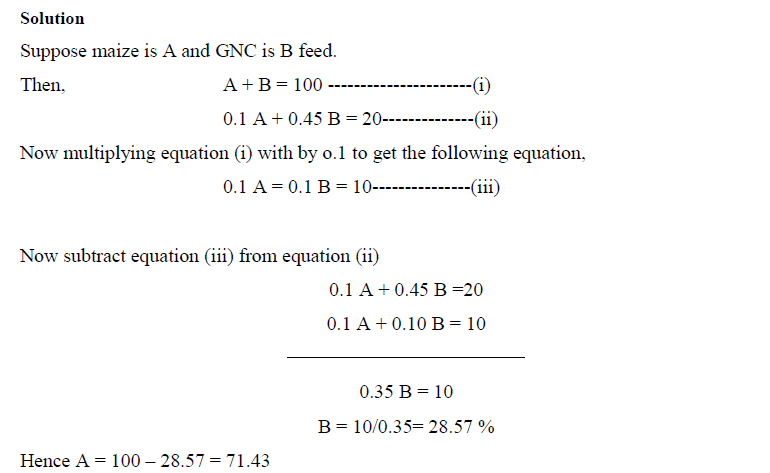 Solution
Suppose maize is A and GNC is B feed.
Then, A + B = 100 ----------------------(i)
0.1 A + 0.45 B = 20--------------(ii)
Now multiplying equation (i) with by o.1 to get the following equation,
0.1 A = 0.1 B = 10---------------(iii)
Now subtract equation (iii) from equation (ii)
0.1 A + 0.45 B =20
0.1 A + 0.10 B = 10
0.35 B = 10
B = 10/0.35= 28.57 %
Hence A = 100 – 28.57 = 71.43